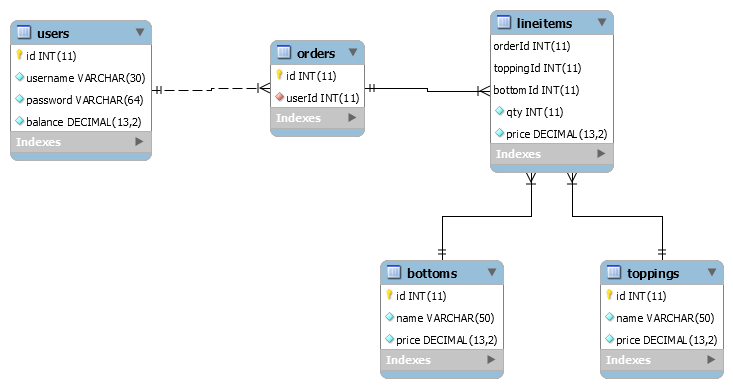 users
id INT(11)
username VARCHAR(30)
password VARCHAR(64)
balance DECIMAL(13,2)
Indexes
orders
id INT(11)
userId INT(11)
Indexes
lineitems
orderId INT(11)
toppingId INT(11)
bottomId INT(11)
qty INT(11)
price DECIMAL(13,2)
Indexes
bottoms
id INT(11)
name VARCHAR(50)
price DECIMAL(13,2)
Indexes
toppings
id INT(11)
name VARCHAR(50)
price DECIMAL(13,2)
Indexes